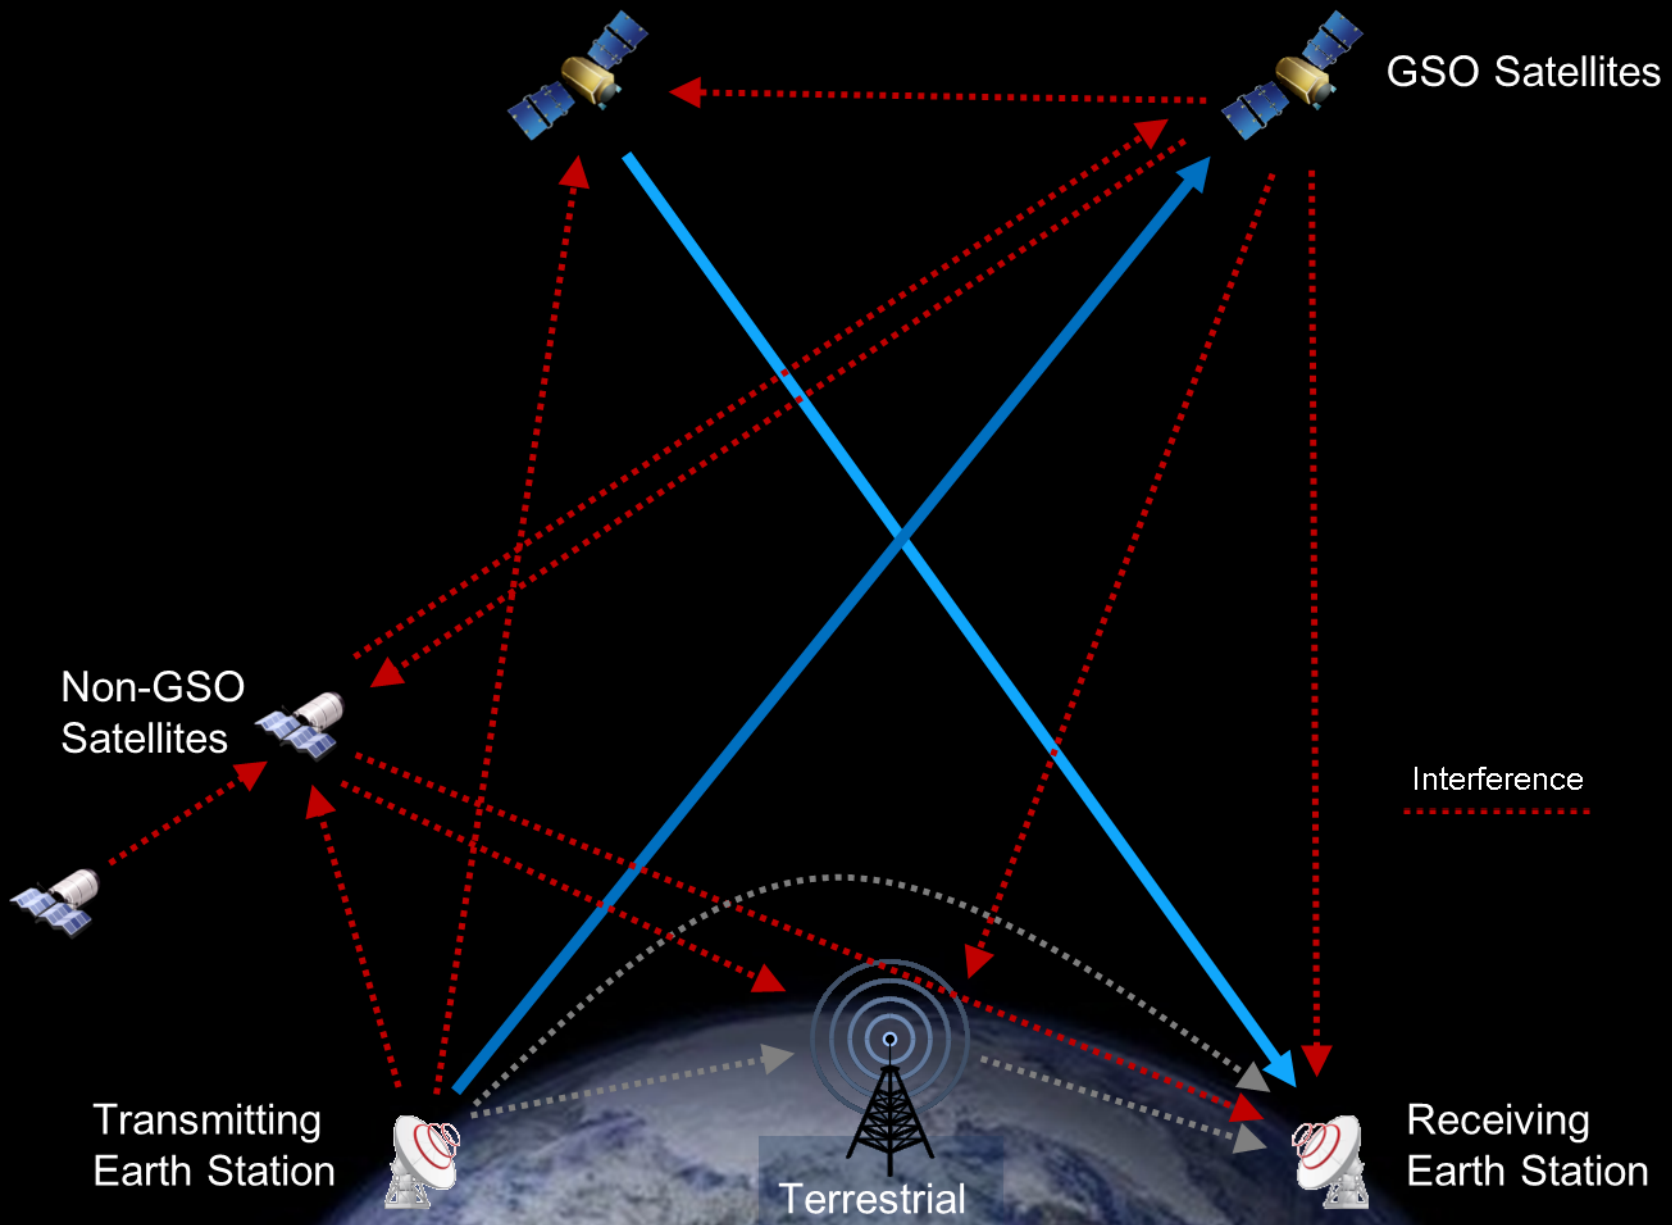 GSO Satellites
Non-GSO
Satellites
Interference
Transmitting
Earth Station
Terrestrial
Receiving
Earth Station